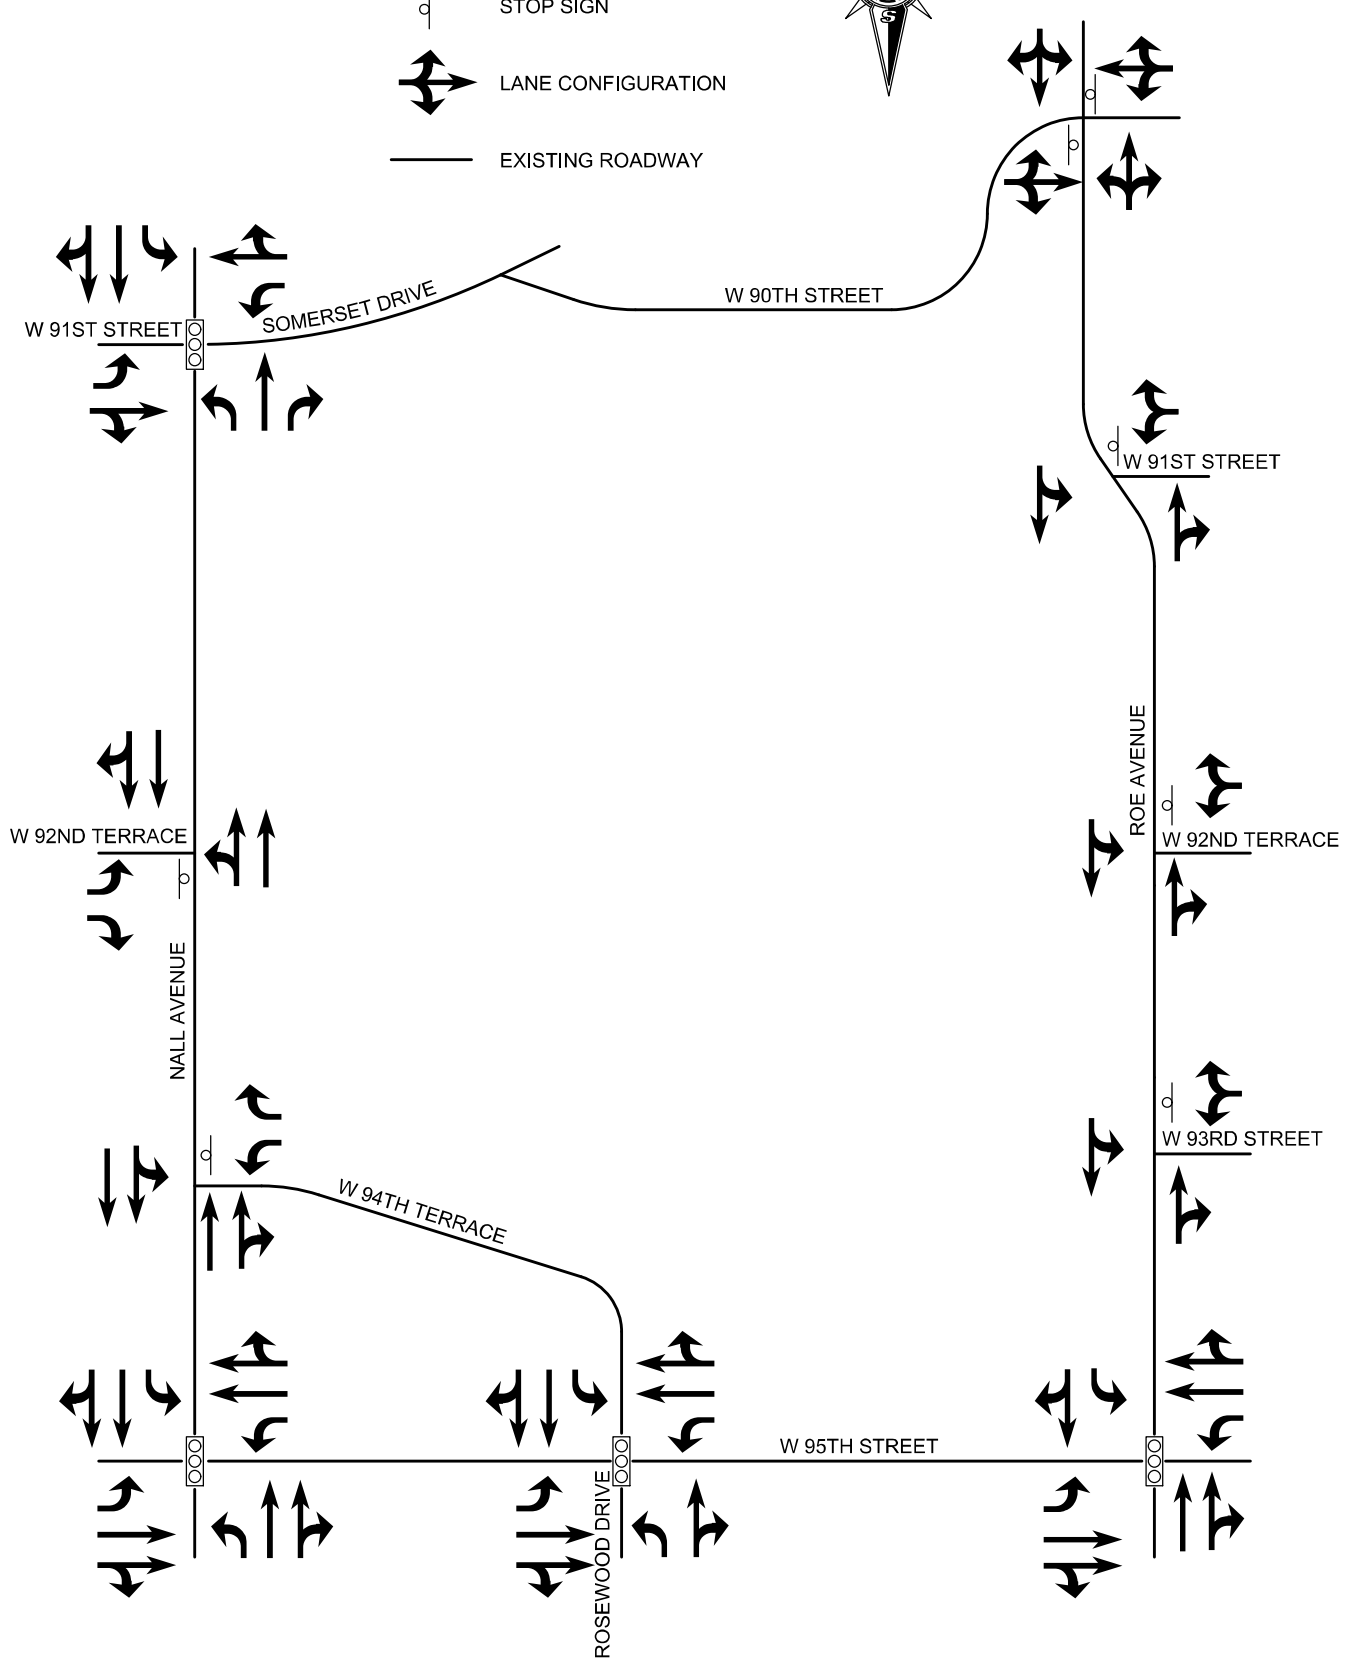 STOP SIGN
S
LANE CONFIGURATION
EXISTING ROADWAY
W 90TH STREET
SOMERSET DRIVE
W 91ST STREET
W 91ST STREET
ROE AVENUE
W 92ND TERRACE
W 92ND TERRACE
NALL AVENUE
W 93RD STREET
W 94TH TERRACE
W 95TH STREET
ROSEWOOD DRIVE